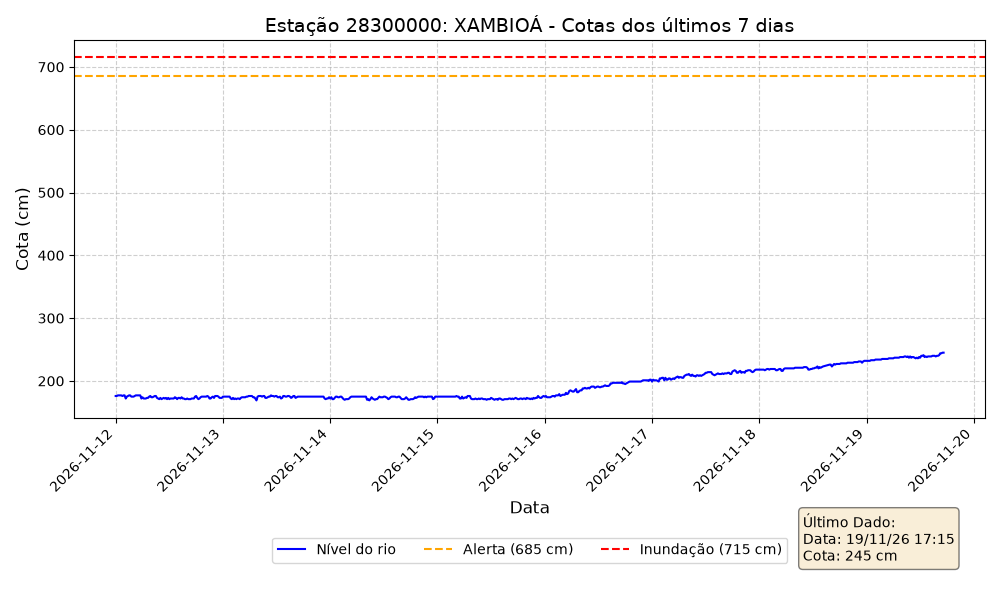 Estação 28300000: XAMBIOÁ - Cotas dos últimos 7 dias
Cota (cm)
700
600
500
400
300
200
2026-11-12
2026-11-13
2026-11-14
2026-11-15
2026-11-16
2026-11-17
2026-11-18
2026-11-19
2026-11-20
Data
Nível do rio
Alerta (685 cm)
Inundação (715 cm)
Último Dado:
Data: 19/11/26 17:15
Cota: 245 cm